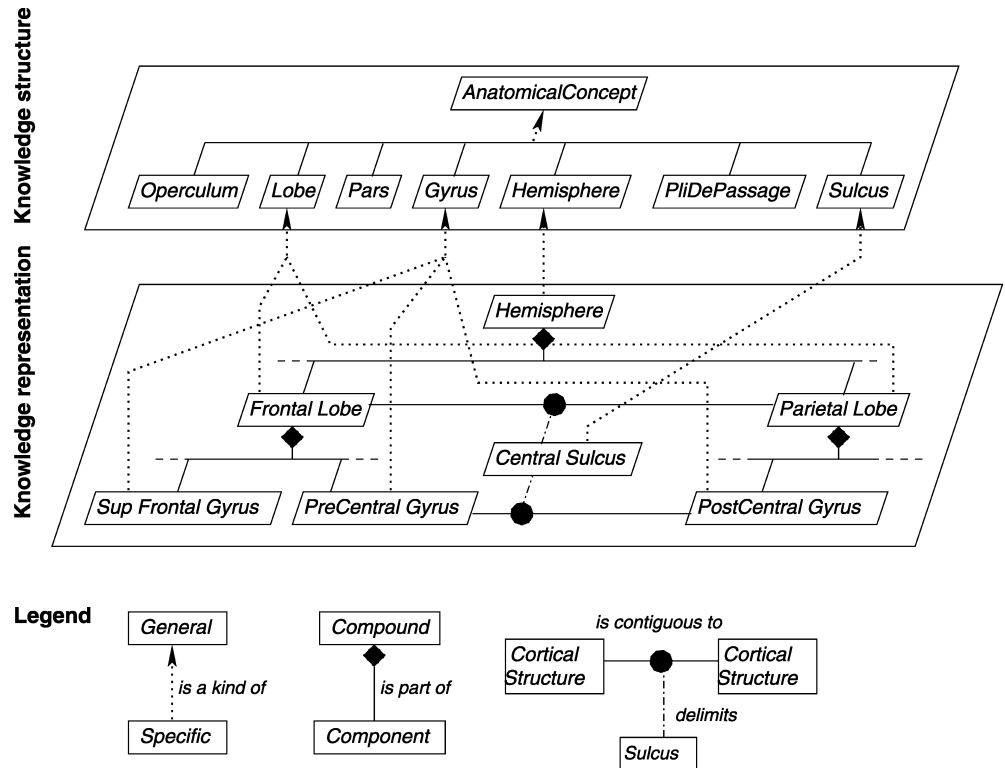 Knowledge structure
AnatomicalConcept
Operculum
Lobe
Pars
Gyrus
Hemisphere
PliDePassage
Sulcus
Knowledge representation
Hemisphere
Frontal Lobe
Parietal Lobe
Central Sulcus
Sup Frontal Gyrus
PreCentral Gyrus
PostCentral Gyrus
Legend
General
is a kind of
Specific
Compound
is part of
Component
is contiguous to
Cortical
Structure
Cortical
Structure
delimits
Sulcus